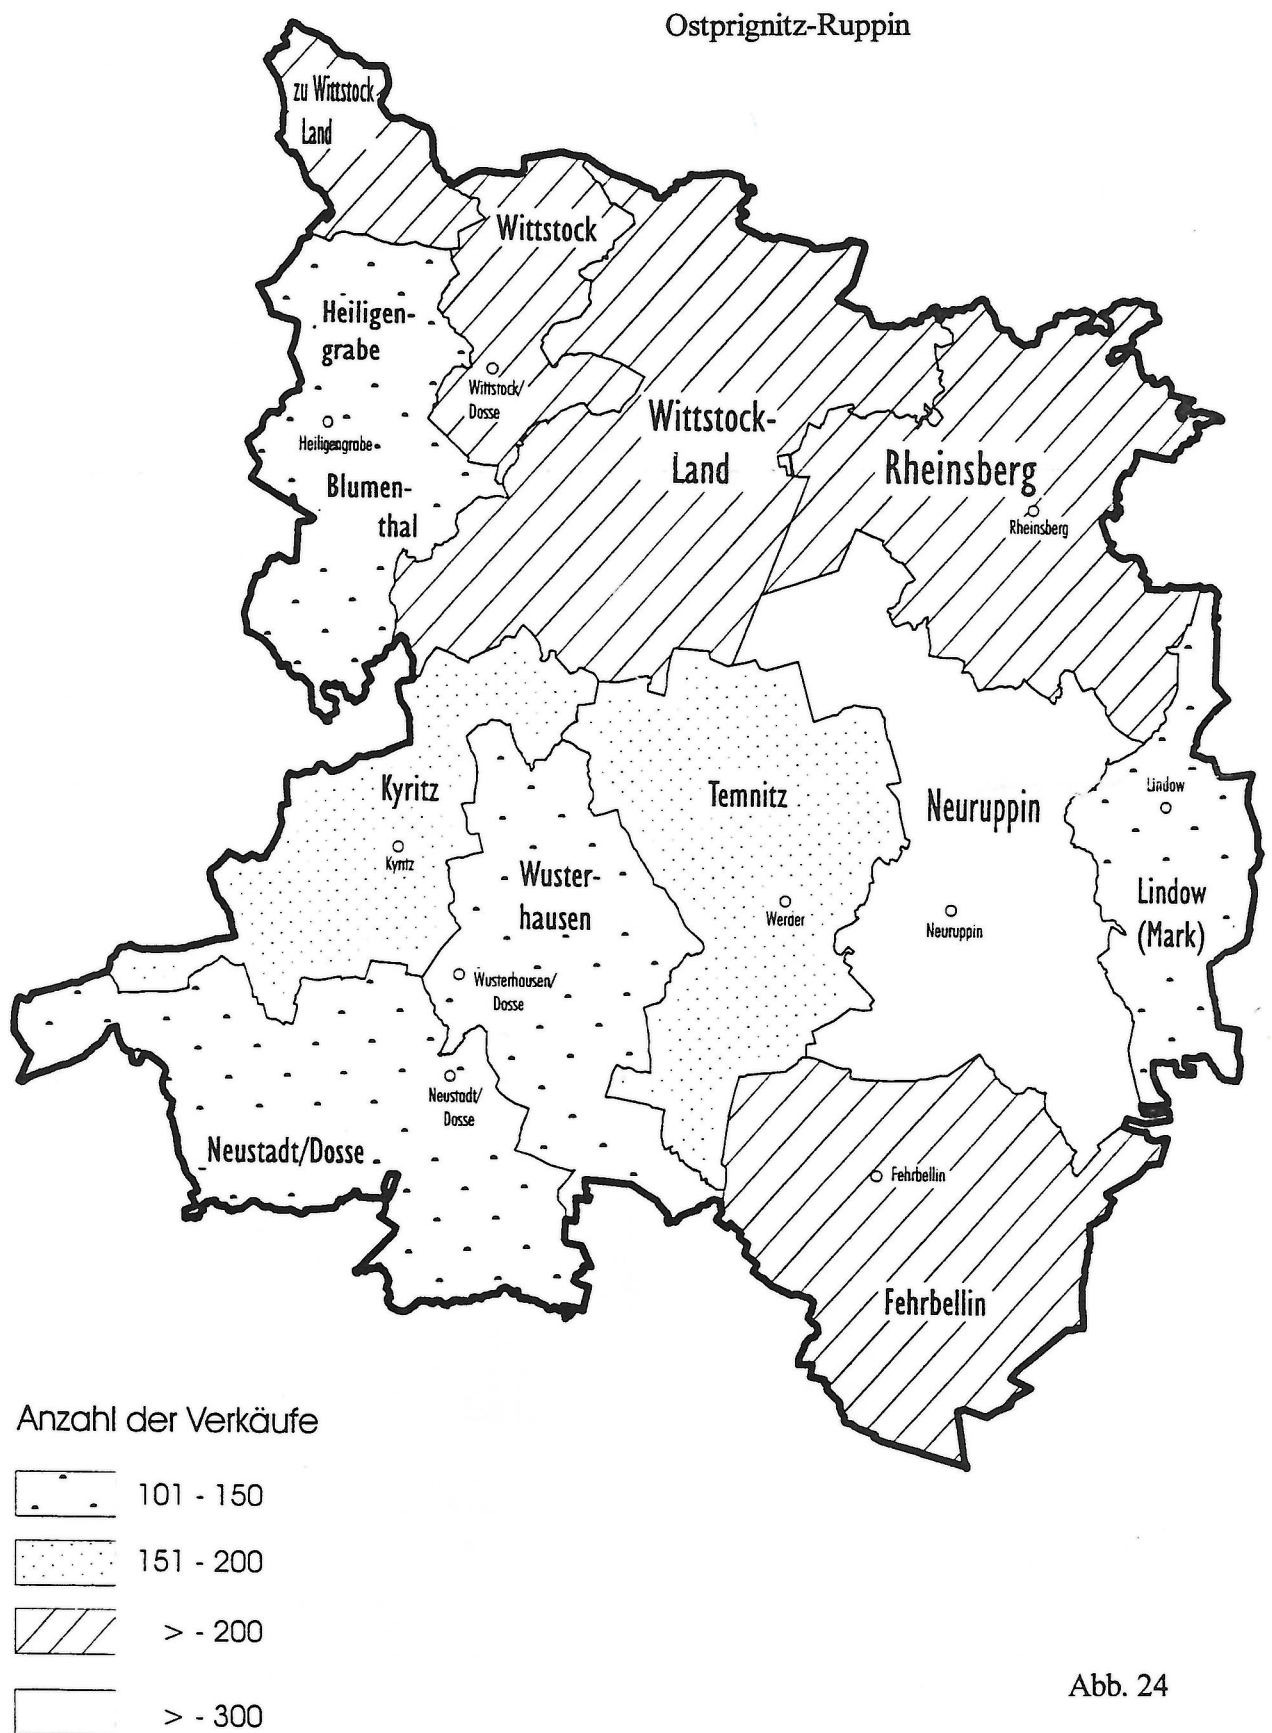 Ostprignitz-Ruppin
zu Wittstock
Land
Wittstock
Heiligen-
grabe
Wittstock/
Dosse
Wittstock-
Land
Heiligengrabe
Rheinsberg
Blumen-
thal
Rheinsberg
Kyritz
Temnitz
Neuruppin
Lindow
Kyritz
Wuster-
hausen
Werder
Neuruppin
Lindow
(Mark)
Wusterhausen/
Dosse
Neustadt/
Dosse
Neustadt/Dosse
Fehrbellin
Fehrbellin
Anzahl der Verkäufe
101 - 150
151 - 200
> - 200
> - 300
Abb. 24